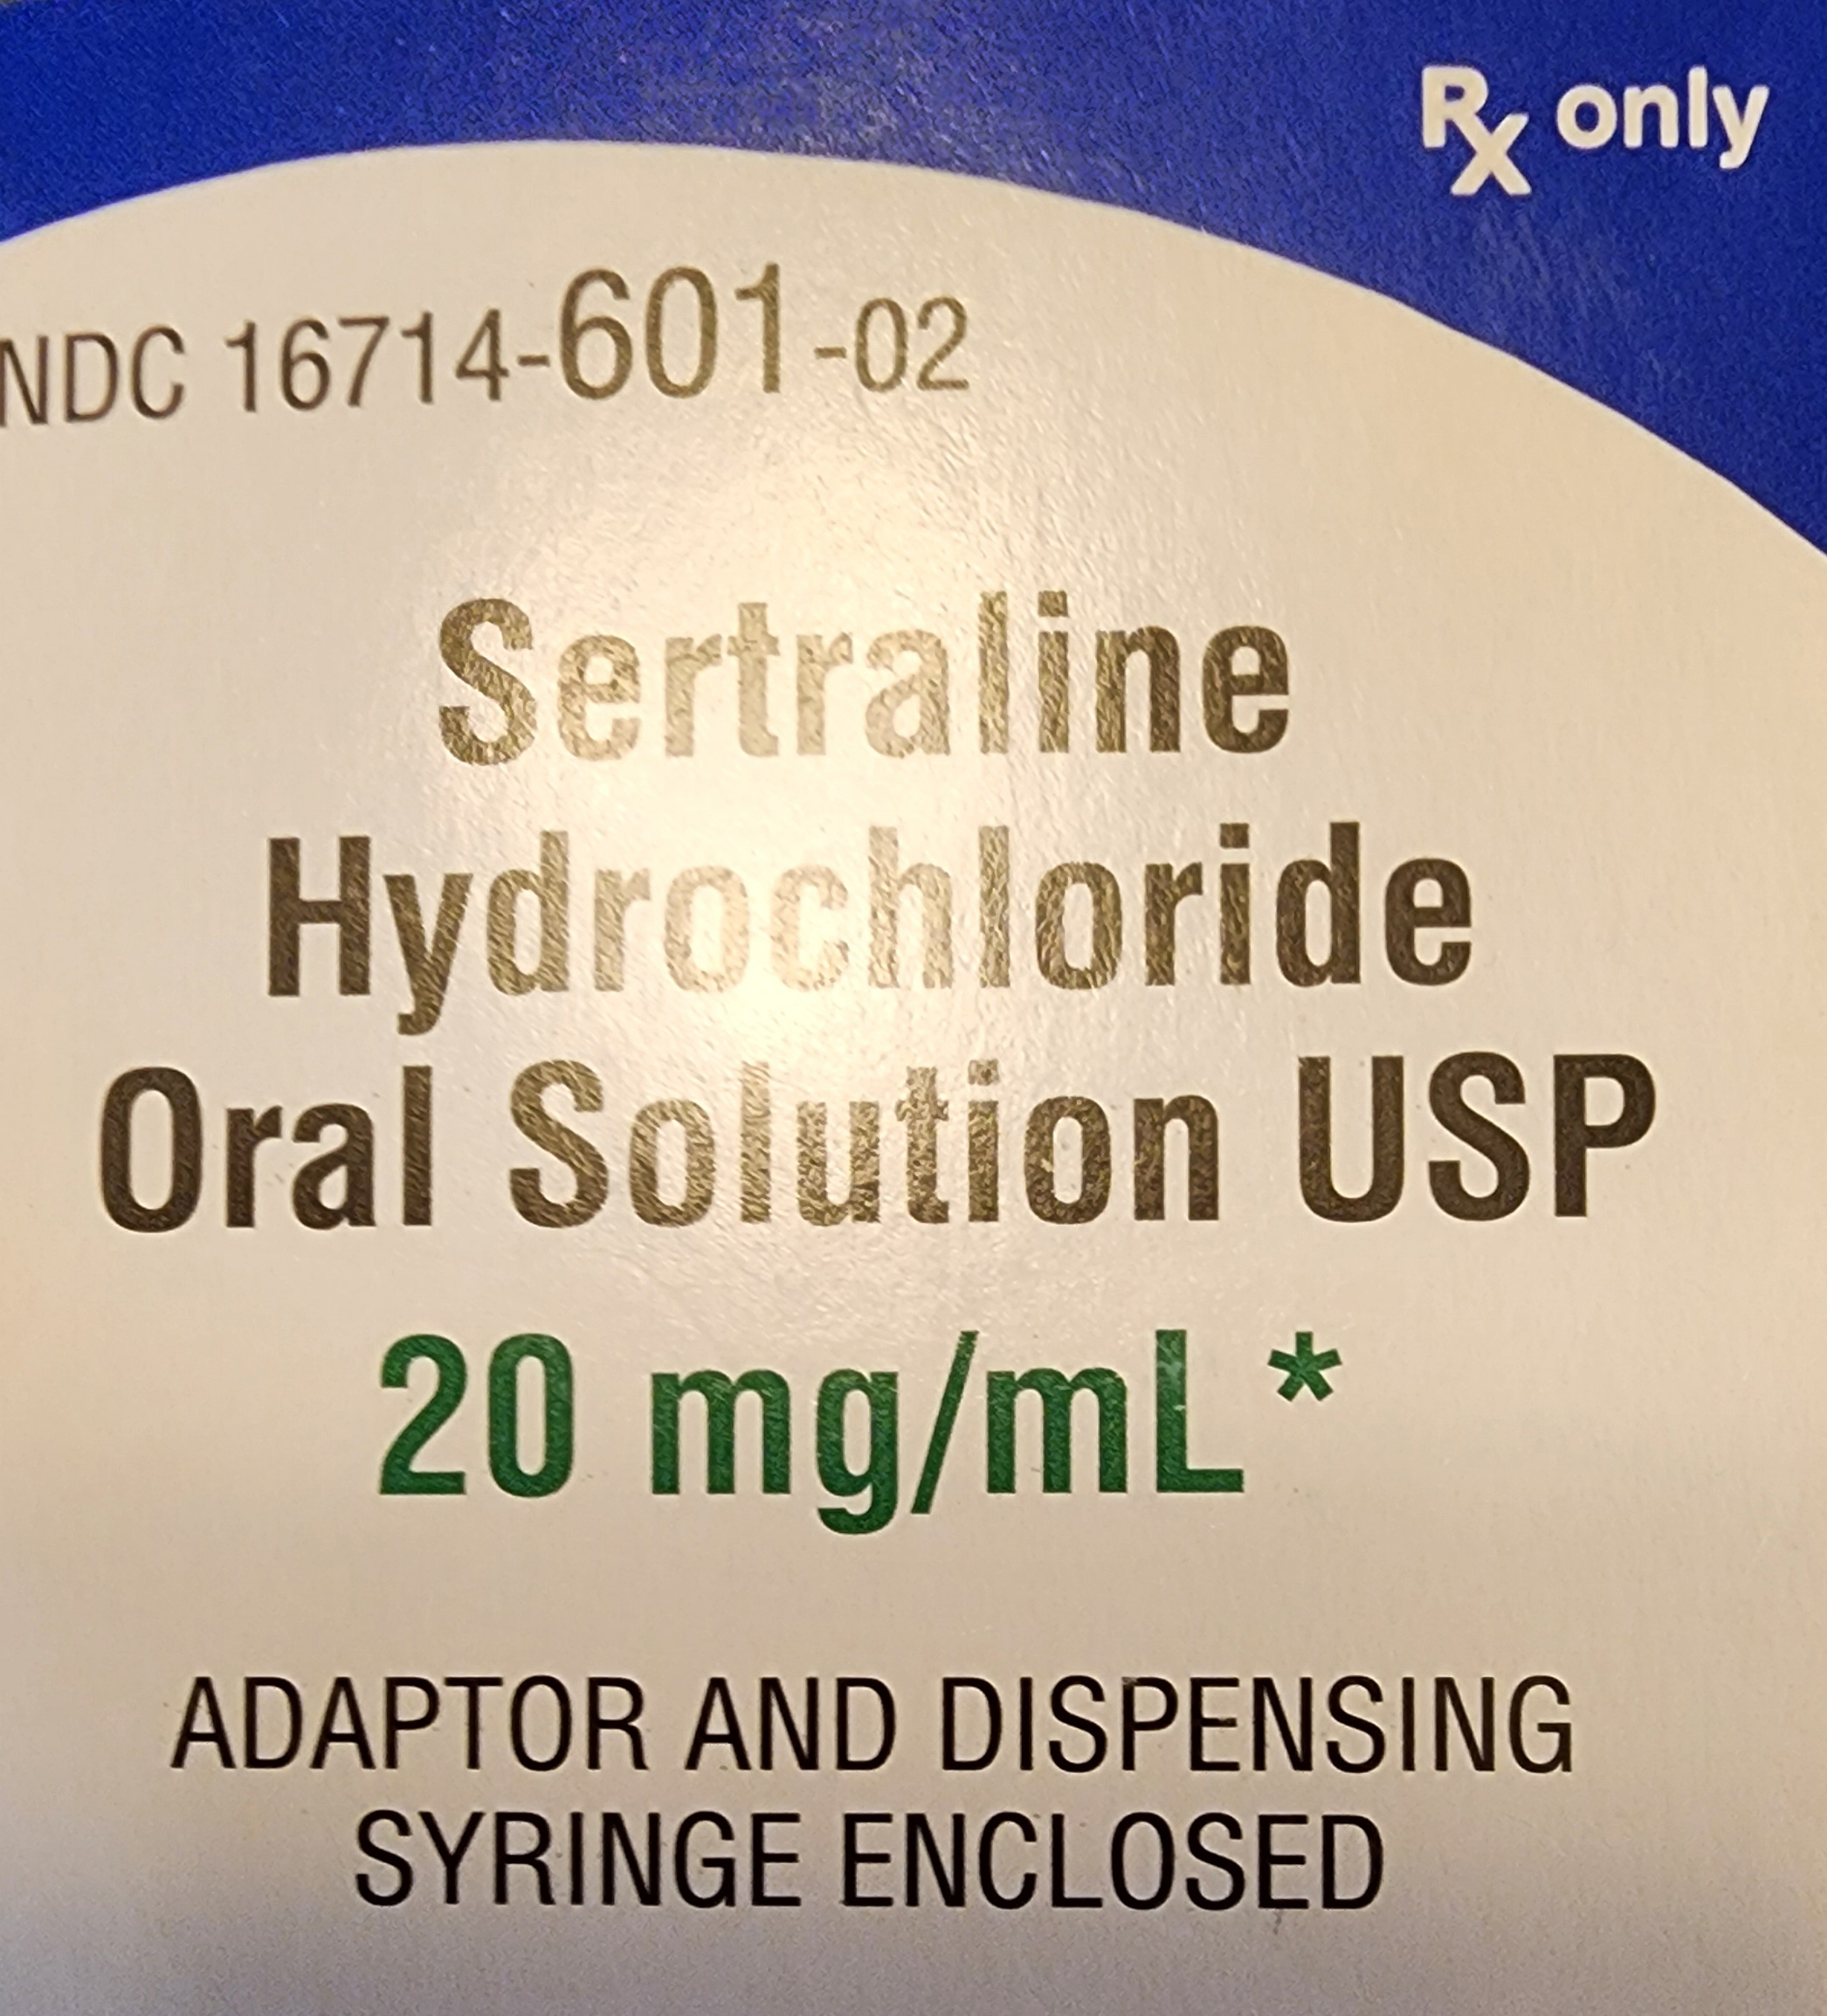 Rx only
NDC 16714-601-02
Sertraline
Hydrochloride
Oral Solution USP
20 mg/mL*
ADAPTOR AND DISPENSING
SYRINGE ENCLOSED